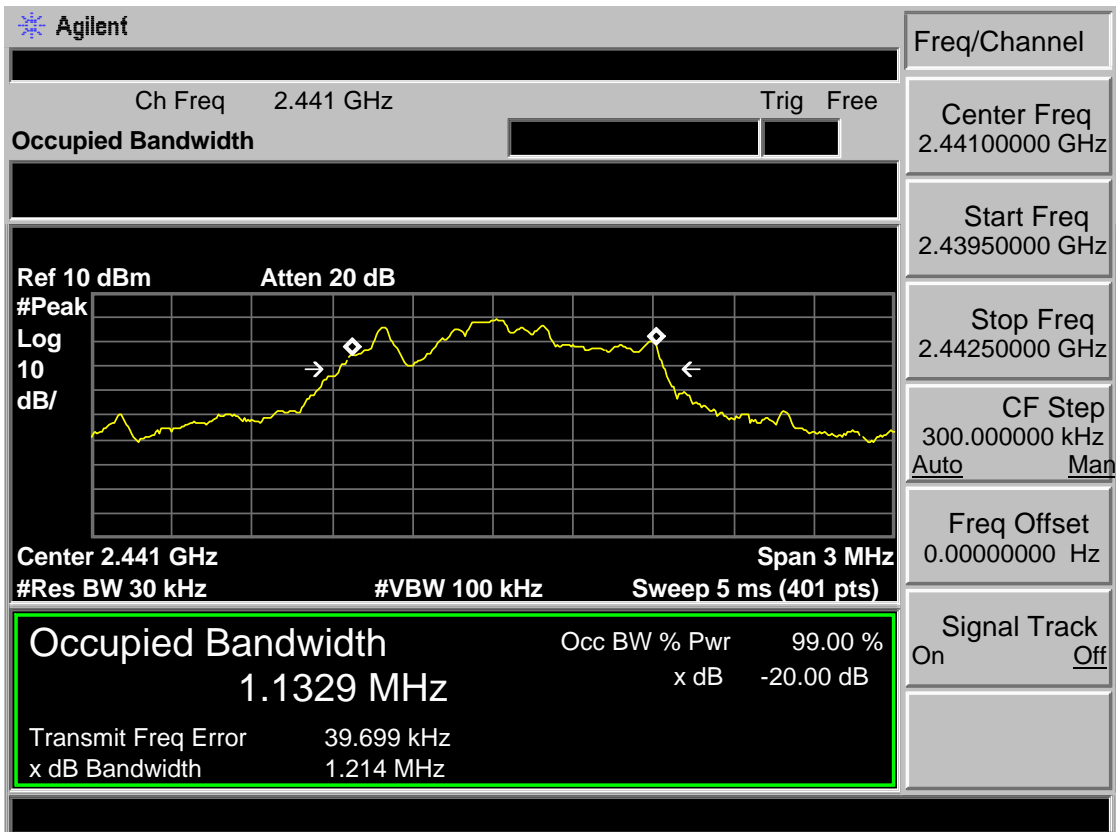 Agilent
Freq/Channel
Ch Freq 2.441 GHz Trig Free
Occupied Bandwidth
Center Freq
2.44100000 GHz
Start Freq
2.43950000 GHz
Stop Freq
2.44250000 GHz
CF Step
300.000000 kHz
Auto Man
Freq Offset
0.00000000 Hz
Signal Track
On Off
Ref 10 dBm Atten 20 dB
#Peak
Log
10
dB/
Center 2.441 GHz Span 3 MHz
#Res BW 30 kHz #VBW 100 kHz Sweep 5 ms (401 pts)
Occupied Bandwidth Occ BW % Pwr 99.00 %
1.1329 MHz x dB -20.00 dB
Transmit Freq Error 39.699 kHz
x dB Bandwidth 1.214 MHz